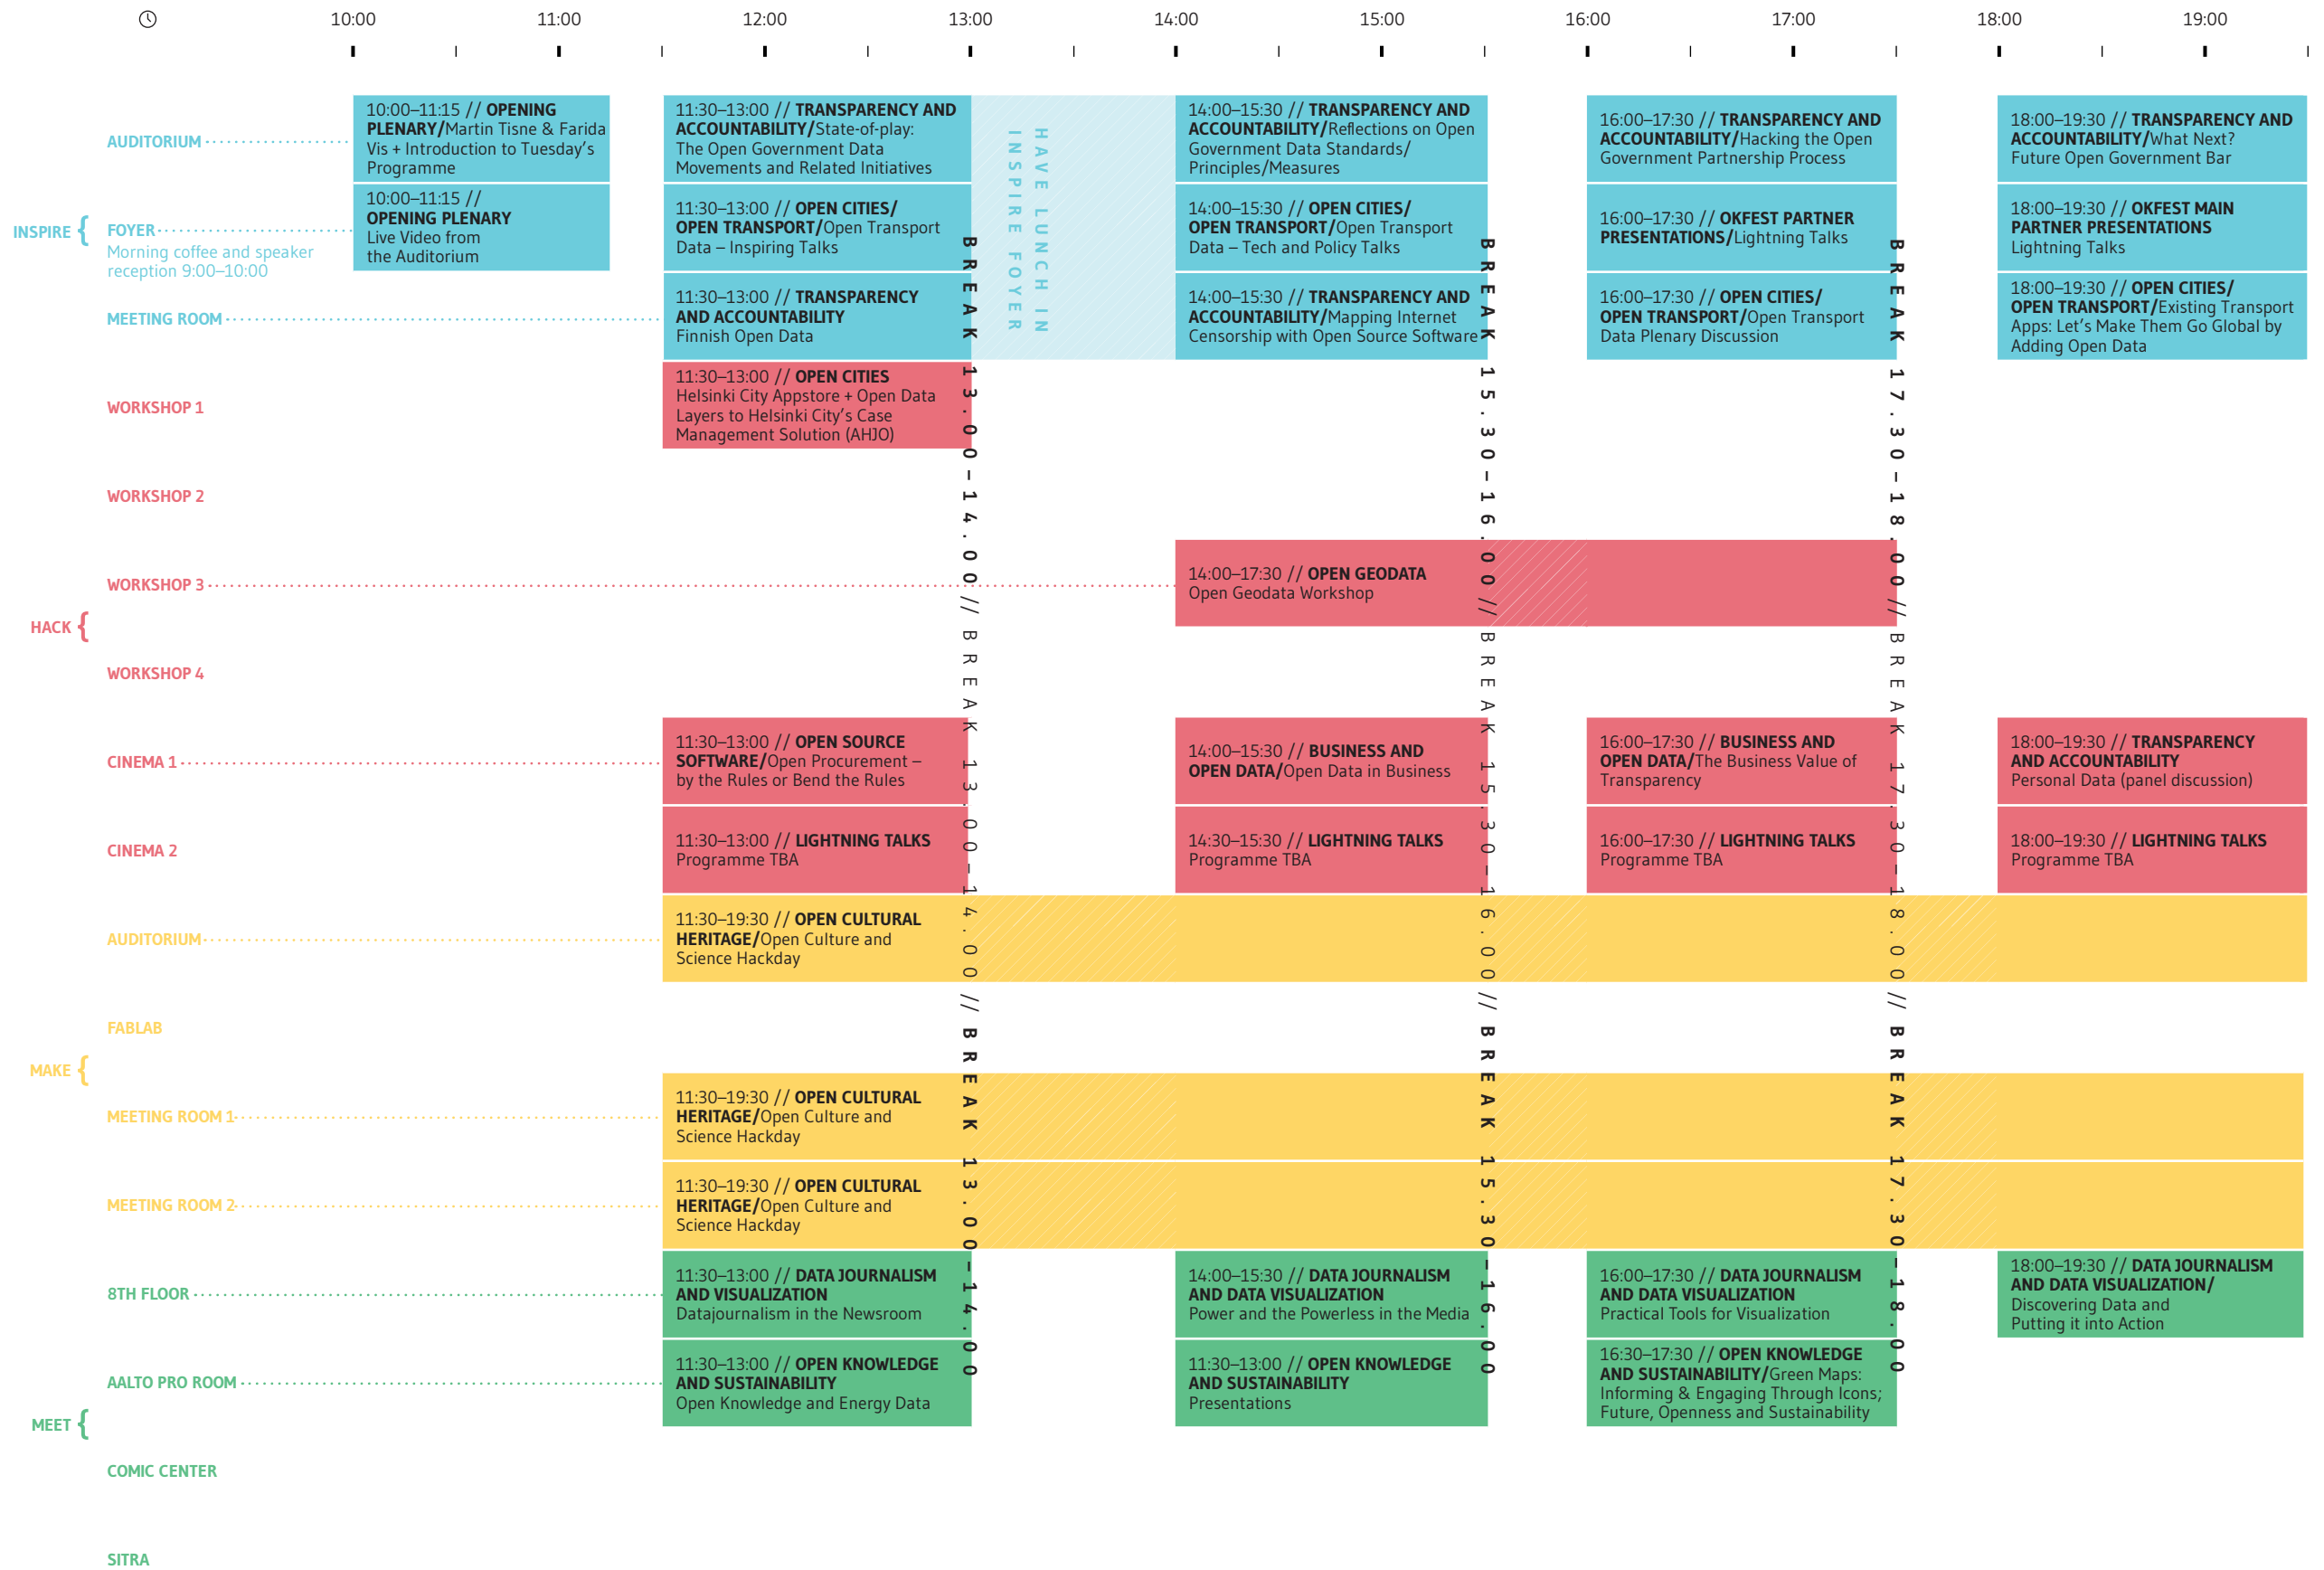 10:00 11:00 12:00 13:00 14:00 15:00 16:00 17:00 18:00 19:00
INSPIRE {
AUDITORIUM
10:00–11:15 // OPENING
PLENARY/Martin Tisne & Farida
Vis + Introduction to Tuesday’s
Programme
11:30–13:00 // TRANSPARENCY AND
ACCOUNTABILITY/State-of-play:
The Open Government Data
Movements and Related Initiatives
14:00–15:30 // TRANSPARENCY AND
ACCOUNTABILITY/Reflections on Open
Government Data Standards/
Principles/Measures
16:00–17:30 // TRANSPARENCY AND
ACCOUNTABILITY/Hacking the Open
Government Partnership Process
18:00–19:30 // TRANSPARENCY AND
ACCOUNTABILITY/What Next?
Future Open Government Bar
FOYER
Morning coffee and speaker
reception 9:00–10:00
10:00–11:15 //
OPENING PLENARY
Live Video from
the Auditorium
11:30–13:00 // OPEN CITIES/
OPEN TRANSPORT/Open Transport
Data – Inspiring Talks
14:00–15:30 // OPEN CITIES/
OPEN TRANSPORT/Open Transport
Data – Tech and Policy Talks
16:00–17:30 // OKFEST PARTNER
PRESENTATIONS/Lightning Talks
18:00–19:30 // OKFEST MAIN
PARTNER PRESENTATIONS
Lightning Talks
MEETING ROOM
11:30–13:00 // TRANSPARENCY
AND ACCOUNTABILITY
Finnish Open Data
14:00–15:30 // TRANSPARENCY AND
ACCOUNTABILITY/Mapping Internet
Censorship with Open Source Software
16:00–17:30 // OPEN CITIES/
OPEN TRANSPORT/Open Transport
Data Plenary Discussion
18:00–19:30 // OPEN CITIES/
OPEN TRANSPORT/Existing Transport
Apps: Let’s Make Them Go Global by
Adding Open Data
HAVE LUNCH IN
INSPIRE FOYER
BREAK 13.00–14.00// BREAK 13.00–14.00// BREAK 13.00–14.00
BREAK 15.30–16.00// BREAK 15.30–16.00// BREAK 15.30–16.00
BREAK 17.30–18.00// BREAK 17.30–18.00// BREAK 17.30–18.00
HACK {
WORKSHOP 1
11:30–13:00 // OPEN CITIES
Helsinki City Appstore + Open Data
Layers to Helsinki City’s Case
Management Solution (AHJO)
WORKSHOP 2
WORKSHOP 3
14:00–17:30 // OPEN GEODATA
Open Geodata Workshop
WORKSHOP 4
CINEMA 1
11:30–13:00 // OPEN SOURCE
SOFTWARE/Open Procurement –
by the Rules or Bend the Rules
14:00–15:30 // BUSINESS AND
OPEN DATA/Open Data in Business
16:00–17:30 // BUSINESS AND
OPEN DATA/The Business Value of
Transparency
18:00–19:30 // TRANSPARENCY
AND ACCOUNTABILITY
Personal Data (panel discussion)
CINEMA 2
11:30–13:00 // LIGHTNING TALKS
Programme TBA
14:30–15:30 // LIGHTNING TALKS
Programme TBA
16:00–17:30 // LIGHTNING TALKS
Programme TBA
18:00–19:30 // LIGHTNING TALKS
Programme TBA
MAKE {
AUDITORIUM
11:30–19:30 // OPEN CULTURAL
HERITAGE/Open Culture and
Science Hackday
FABLAB
MEETING ROOM 1
11:30–19:30 // OPEN CULTURAL
HERITAGE/Open Culture and
Science Hackday
MEETING ROOM 2
11:30–19:30 // OPEN CULTURAL
HERITAGE/Open Culture and
Science Hackday
MEET {
8TH FLOOR
11:30–13:00 // DATA JOURNALISM
AND VISUALIZATION
Datajournalism in the Newsroom
14:00–15:30 // DATA JOURNALISM
AND DATA VISUALIZATION
Power and the Powerless in the Media
16:00–17:30 // DATA JOURNALISM
AND DATA VISUALIZATION
Practical Tools for Visualization
18:00–19:30 // DATA JOURNALISM
AND DATA VISUALIZATION/
Discovering Data and
Putting it into Action
AALTO PRO ROOM
11:30–13:00 // OPEN KNOWLEDGE
AND SUSTAINABILITY
Open Knowledge and Energy Data
11:30–13:00 // OPEN KNOWLEDGE
AND SUSTAINABILITY
Presentations
16:30–17:30 // OPEN KNOWLEDGE
AND SUSTAINABILITY/Green Maps:
Informing & Engaging Through Icons;
Future, Openness and Sustainability
COMIC CENTER
SITRA